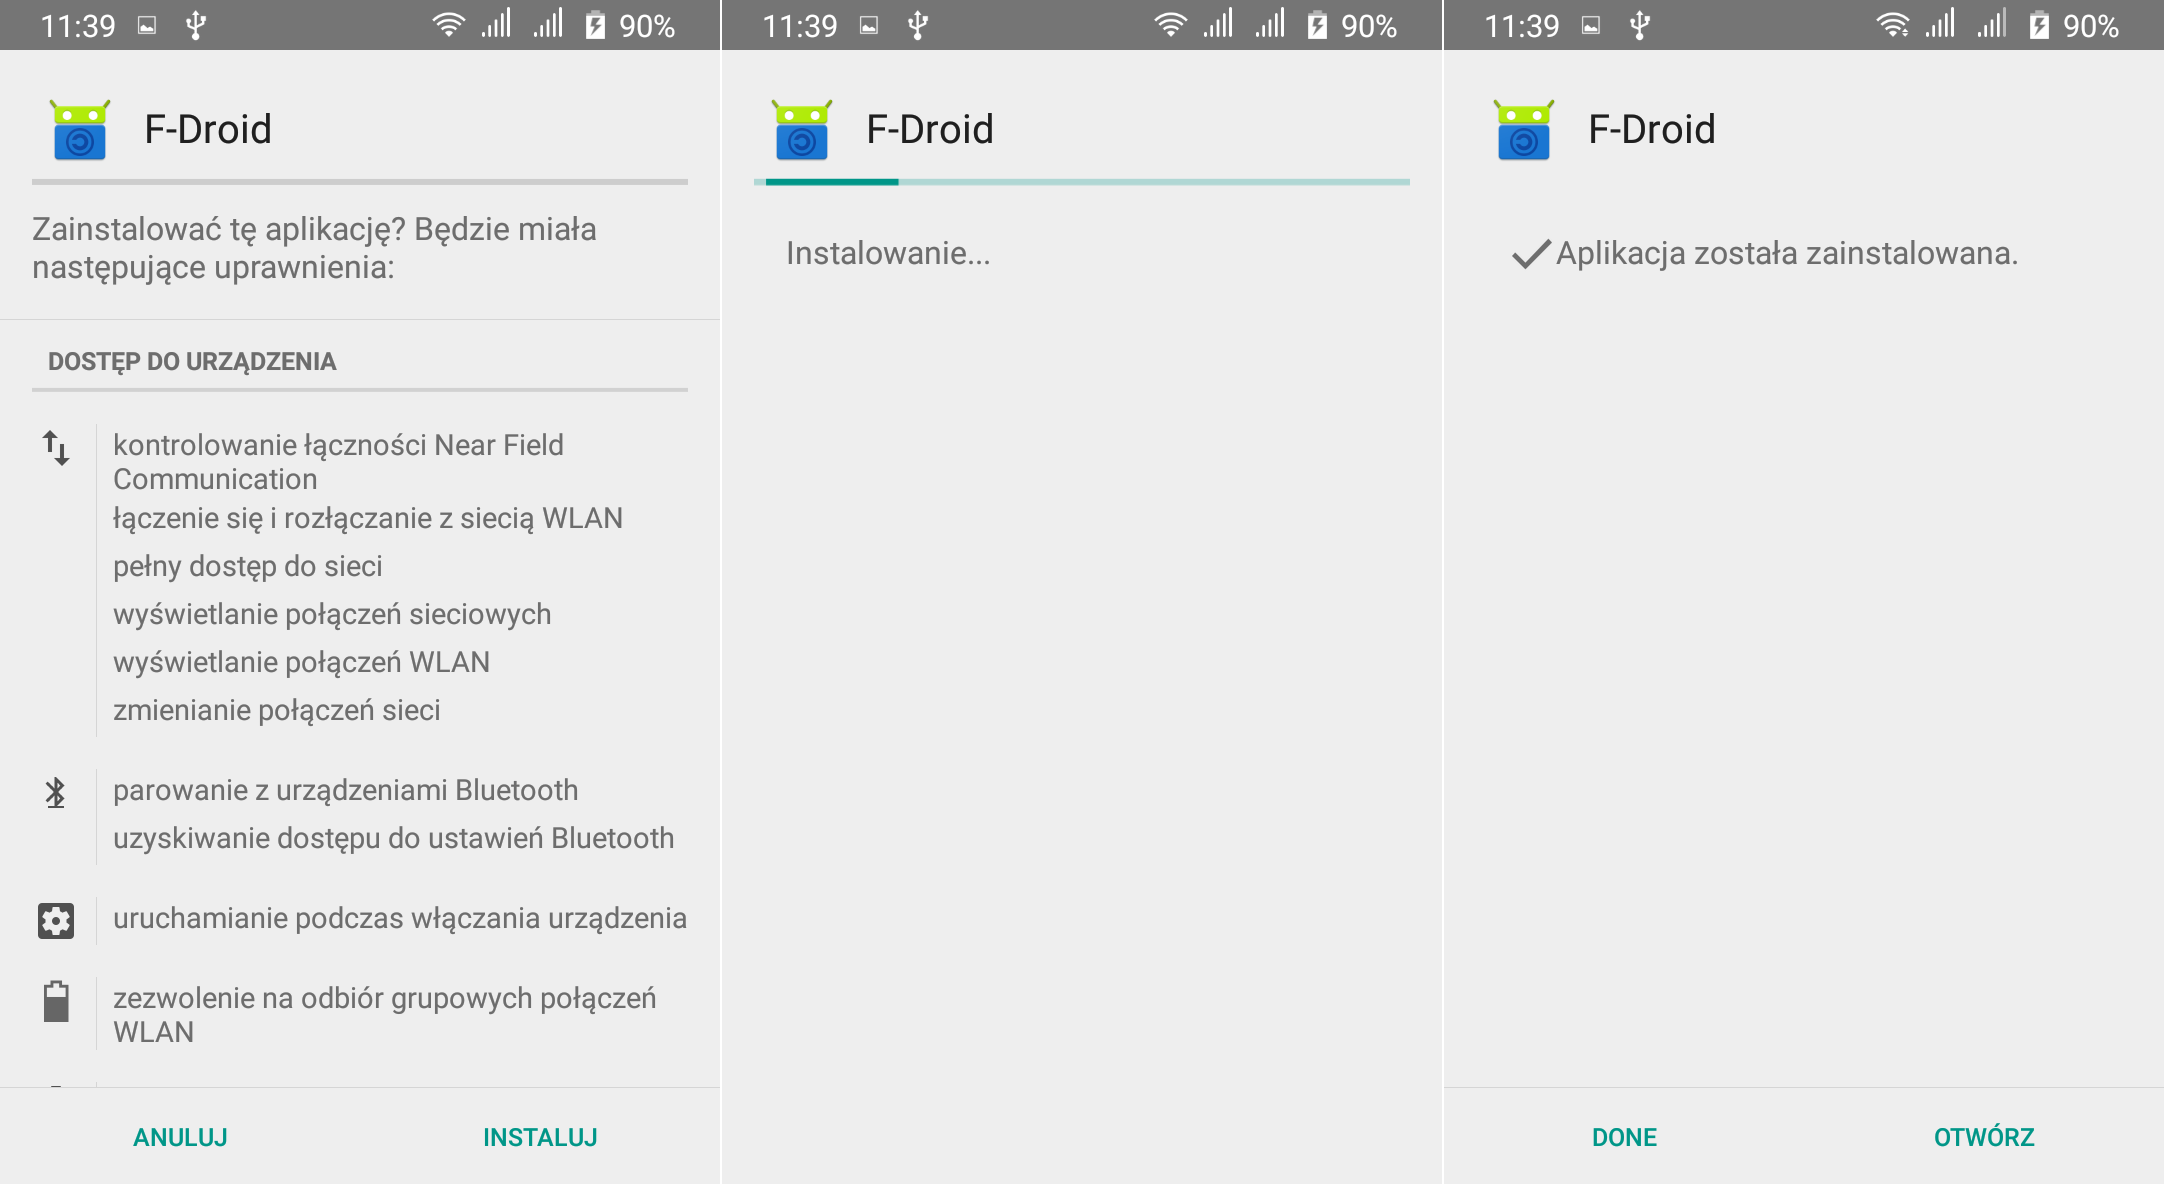 11:39 90%
F-Droid
Zainstalować tę aplikację? Będzie miała
następujące uprawnienia:
DOSTĘP DO URZĄDZENIA
kontrolowanie łączności Near Field
Communication
łączenie się i rozłączanie z siecią WLAN
pełny dostęp do sieci
wyświetlanie połączeń sieciowych
wyświetlanie połączeń WLAN
zmienianie połączeń sieci
parowanie z urządzeniami Bluetooth
uzyskiwanie dostępu do ustawień Bluetooth
uruchamianie podczas włączania urządzenia
zezwolenie na odbiór grupowych połączeń
WLAN
ANULUJ INSTALUJ
11:39 90%
F-Droid
Instalowanie...
11:39 90%
F-Droid
Aplikacja została zainstalowana.
DONE OTWÓRZ